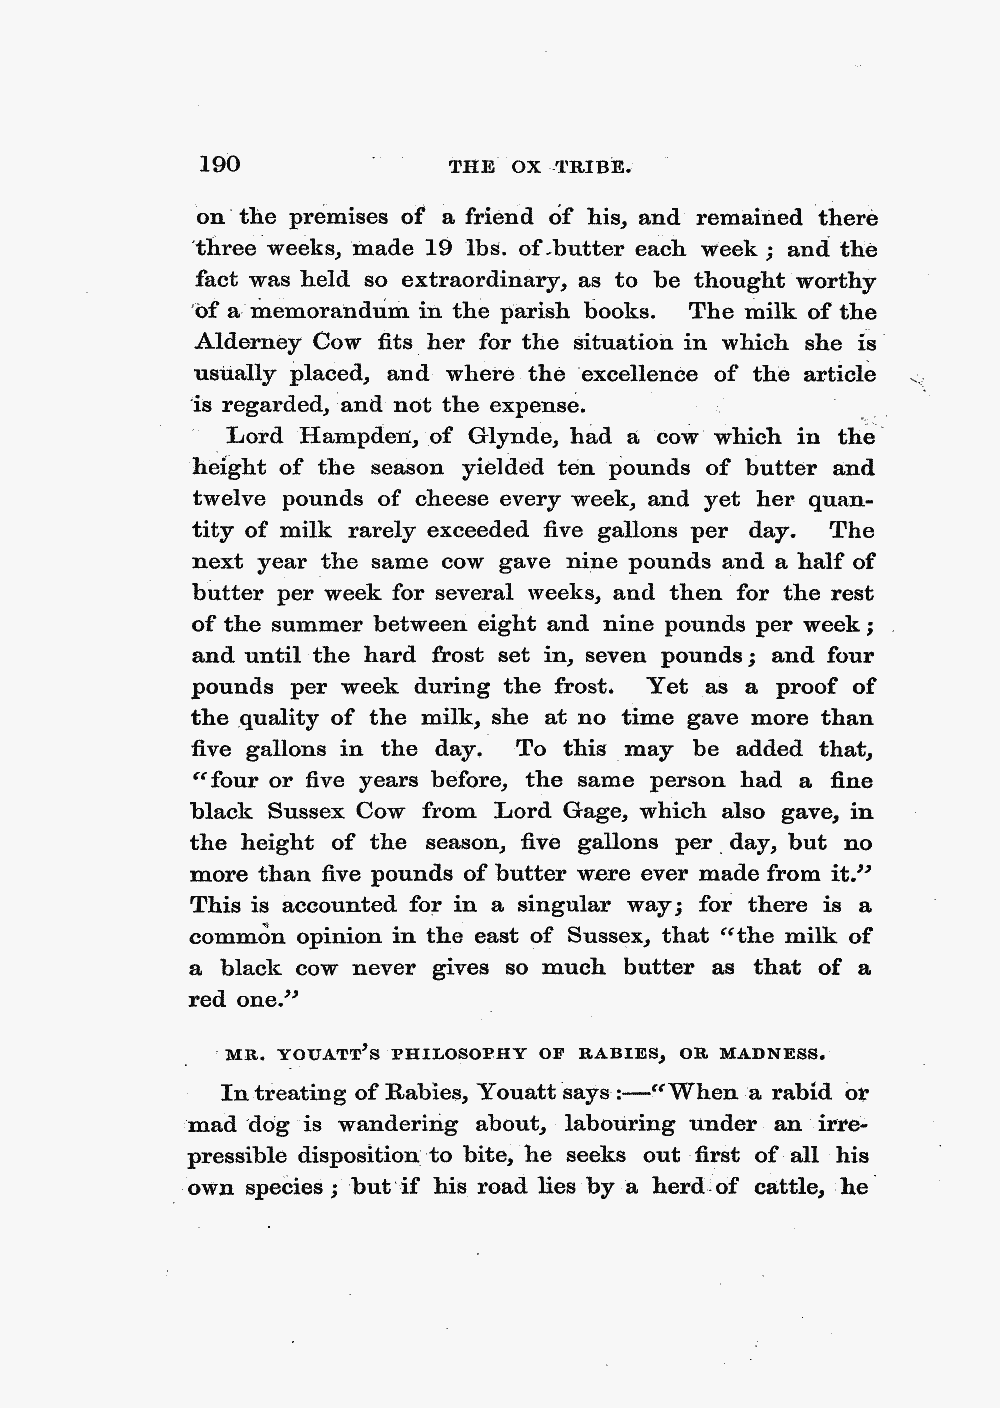 190 THE OX TRIBE.
on the premises of a friend of his, and remained there
three weeks, made 19 lbs. of butter each week ; and the
fact was held so extraordinary, as to be thought worthy
of a memorandum in the parish books. The milk of the
Alderney Cow fits her for the situation in which she is
usually placed, and where the excellence of the article
is regarded, and not the expense.
Lord Hampden, of Glynde, had a cow which in the
height of the season yielded ten pounds of butter and
twelve pounds of cheese every week, and yet her quan-
tity of milk rarely exceeded five gallons per day. The
next year the same cow gave nine pounds and a half of
butter per week for several weeks, and then for the rest
of the summer between eight and nine pounds per week ;
and until the hard frost set in, seven pounds ; and four
pounds per week during the frost. Yet as a proof of
the quality of the milk, she at no time gave more than
five gallons in the day. To this may be added that,
“four or five years before, the same person had a fine
black Sussex Cow from Lord Gage, which also gave, in
the height of the season, five gallons per day, but no
more than five pounds of butter were ever made from it.”
This is accounted for in a singular way; for there is a
common opinion in the east of Sussex, that “the milk of
a black cow never gives so much butter as that of a
red one.”
MR. YOUATT’S PHILOSOPHY OF RABIES, OR MADNESS.
In treating of Rabies, Youatt says :—“When a rabid or
mad dog is wandering about, labouring under an irre-
pressible disposition to bite, he seeks out first of all his
own species ; but if his road lies by a herd of cattle, he